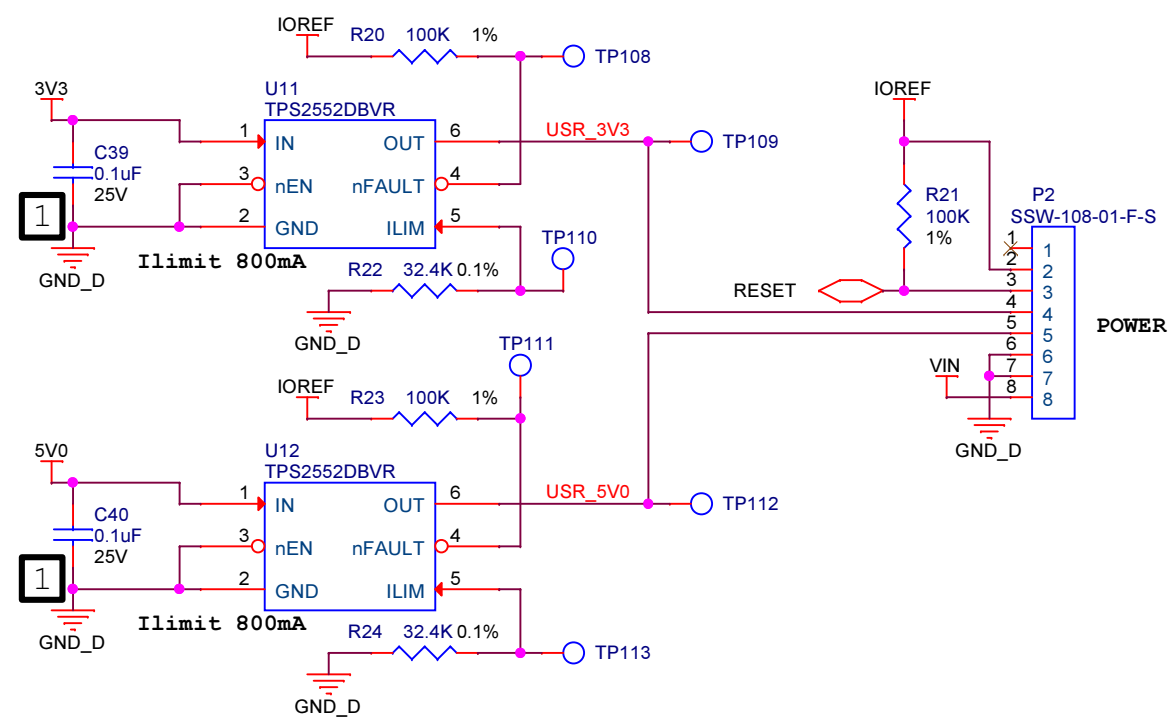 IOREF
R20 100K 1%
TP108
3V3
U11
TPS2552DBVR
C39
0.1uF
25V
1
1 IN
3 nEN
2 GND
OUT 6
nFAULT 4
ILIM 5
USR_3V3
TP109
GND_D
Ilimit 800mA
R22 32.4K 0.1%
TP110
GND_D
IOREF
R21
100K
1%
RESET
P2
SSW-108-01-F-S
1 1
2 2
3 3
4 4
5 5
6 6
7 7
8 8
POWER
VIN
GND_D
TP111
IOREF
R23 100K 1%
5V0
U12
TPS2552DBVR
C40
0.1uF
25V
1
1 IN
3 nEN
2 GND
OUT 6
nFAULT 4
ILIM 5
USR_5V0
TP112
GND_D
Ilimit 800mA
R24 32.4K 0.1%
TP113
GND_D